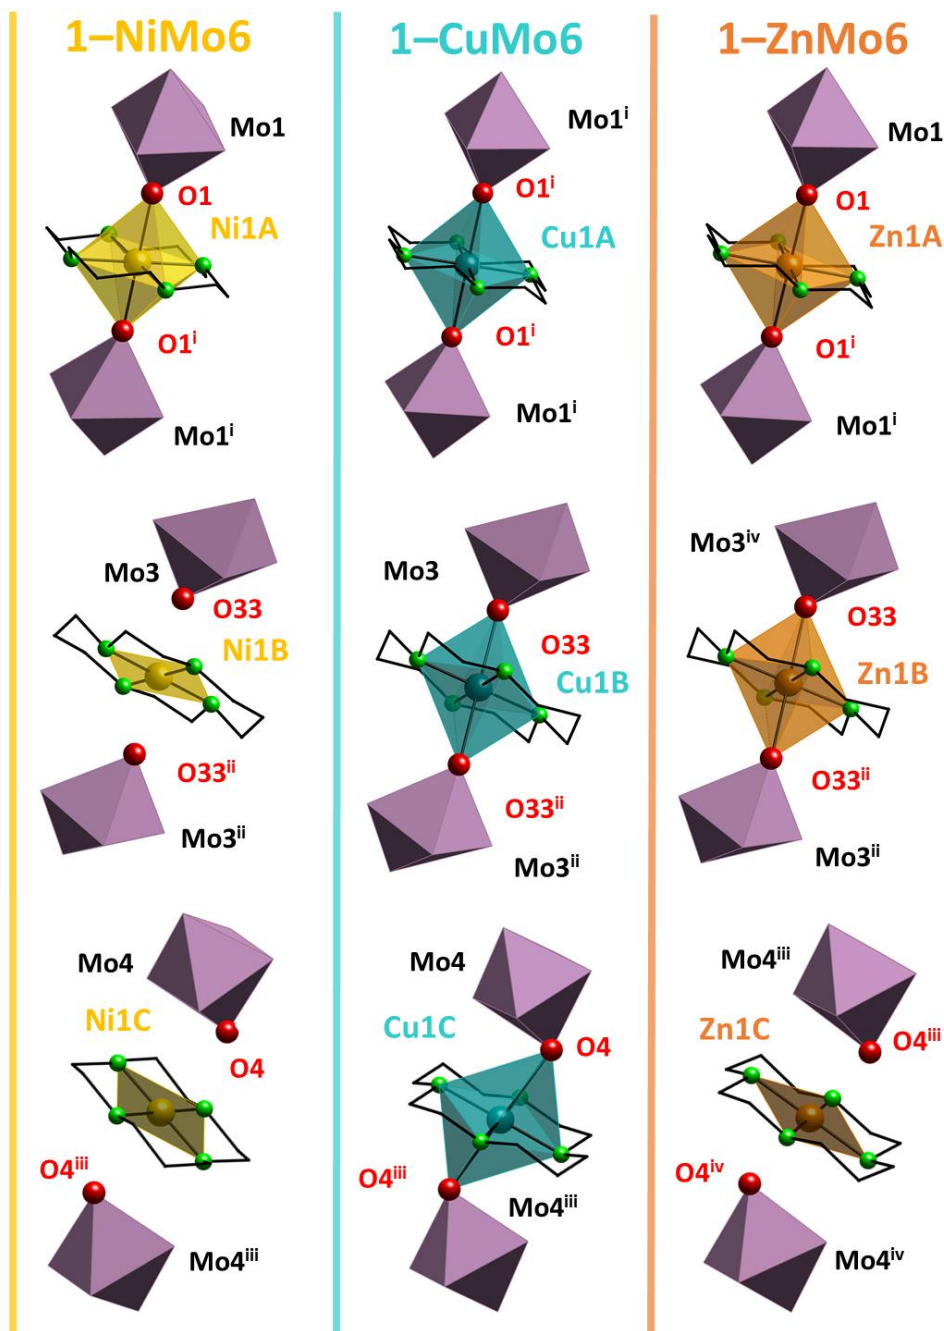 1–NiMo6
Mo1
O1
Ni1A
O1ⁱ
Mo1ⁱ
Mo3
O33
Ni1B
O33ⁱⁱ
Mo3ⁱⁱ
Mo4
Ni1C
O4
O4ⁱⁱⁱ
Mo4ⁱⁱⁱ
1–CuMo6
Mo1ⁱ
O1ⁱ
Cu1A
O1ⁱ
Mo1ⁱ
Mo3
O33
Cu1B
O33ⁱⁱ
Mo3ⁱⁱ
Mo4
Cu1C
O4
O4ⁱⁱⁱ
Mo4ⁱⁱⁱ
1–ZnMo6
Mo1
O1
Zn1A
O1ⁱ
Mo1ⁱ
Mo3ⁱᵛ
O33
Zn1B
O33ⁱⁱ
Mo3ⁱⁱ
Mo4ⁱⁱⁱ
Zn1C
O4ⁱⁱⁱ
O4ⁱᵛ
Mo4ⁱᵛ